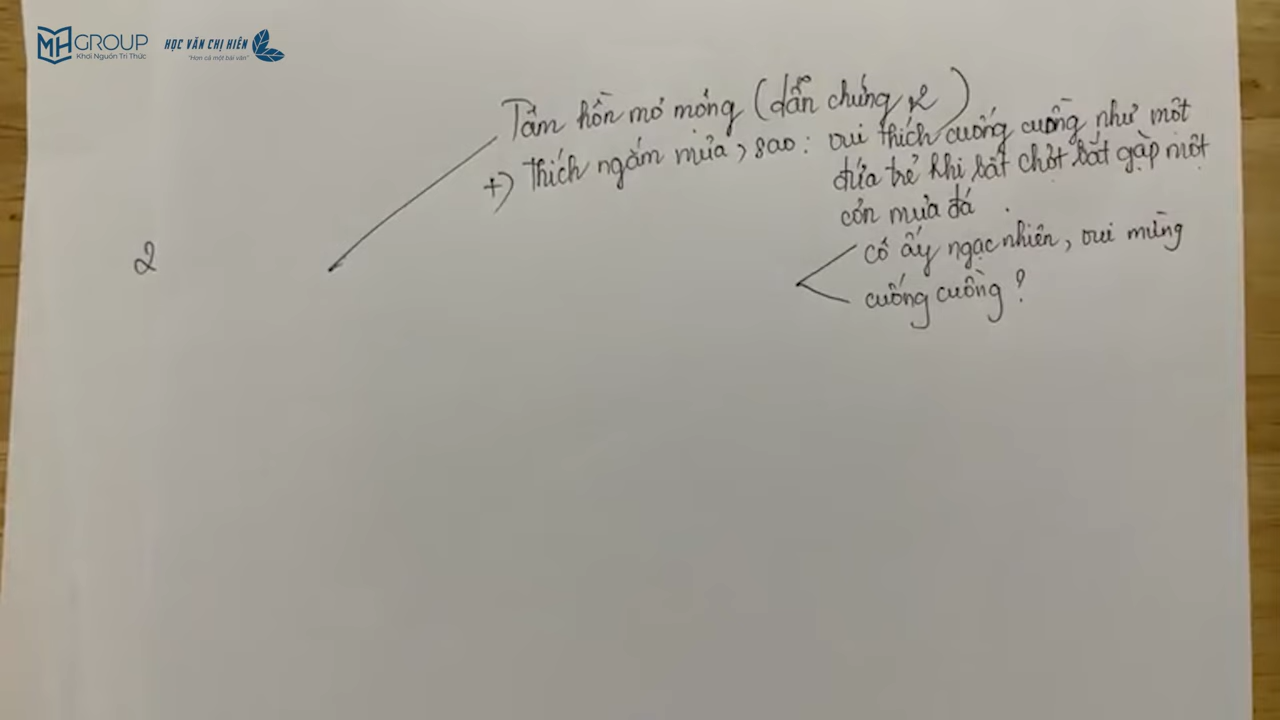 MH GROUP
Khơi Nguồn Tri Thức
HỌC VĂN CHỊ HIÊN
"Hơn cả một bài văn"
Tâm hồn mơ mộng (dẫn chứng)
+) thích ngắm mưa, sao: vui thích cuống cuồng như một
đứa trẻ khi bất chợt bắt gặp một
cơn mưa đá
2
cô ấy ngạc nhiên, vui mừng
cuống cuồng?